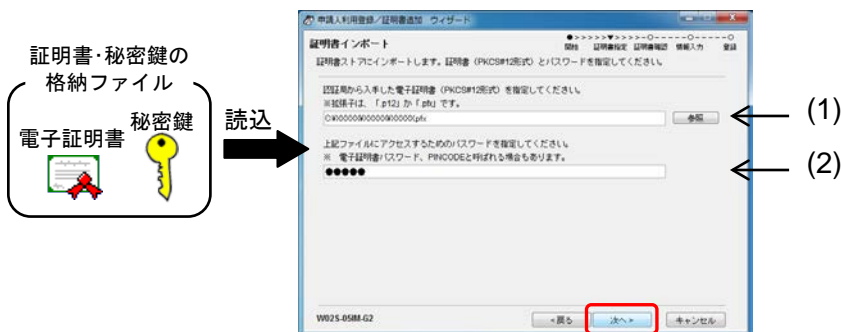 証明書・秘密鍵の
格納ファイル
電子証明書
秘密鍵
読込
申請人利用登録／証明書追加 ウィザード
証明書インポート
●>>>>>▼>>>>-○-----○-----○
開始 証明書指定 証明書確認 情報入力 登録
証明書ストアにインポートします。証明書（PKCS#12形式）とパスワードを指定してください。
認証局から入手した電子証明書（PKCS#12形式）を指定してください。
※拡張子は、「.p12」か「.pfx」です。
参照
(1)
上記ファイルにアクセスするためのパスワードを指定してください。
※ 電子証明書パスワード、PINCODEと呼ばれる場合もあります。
●●●●●
(2)
W02S-05IM-G2
<戻る
次へ>
キャンセル